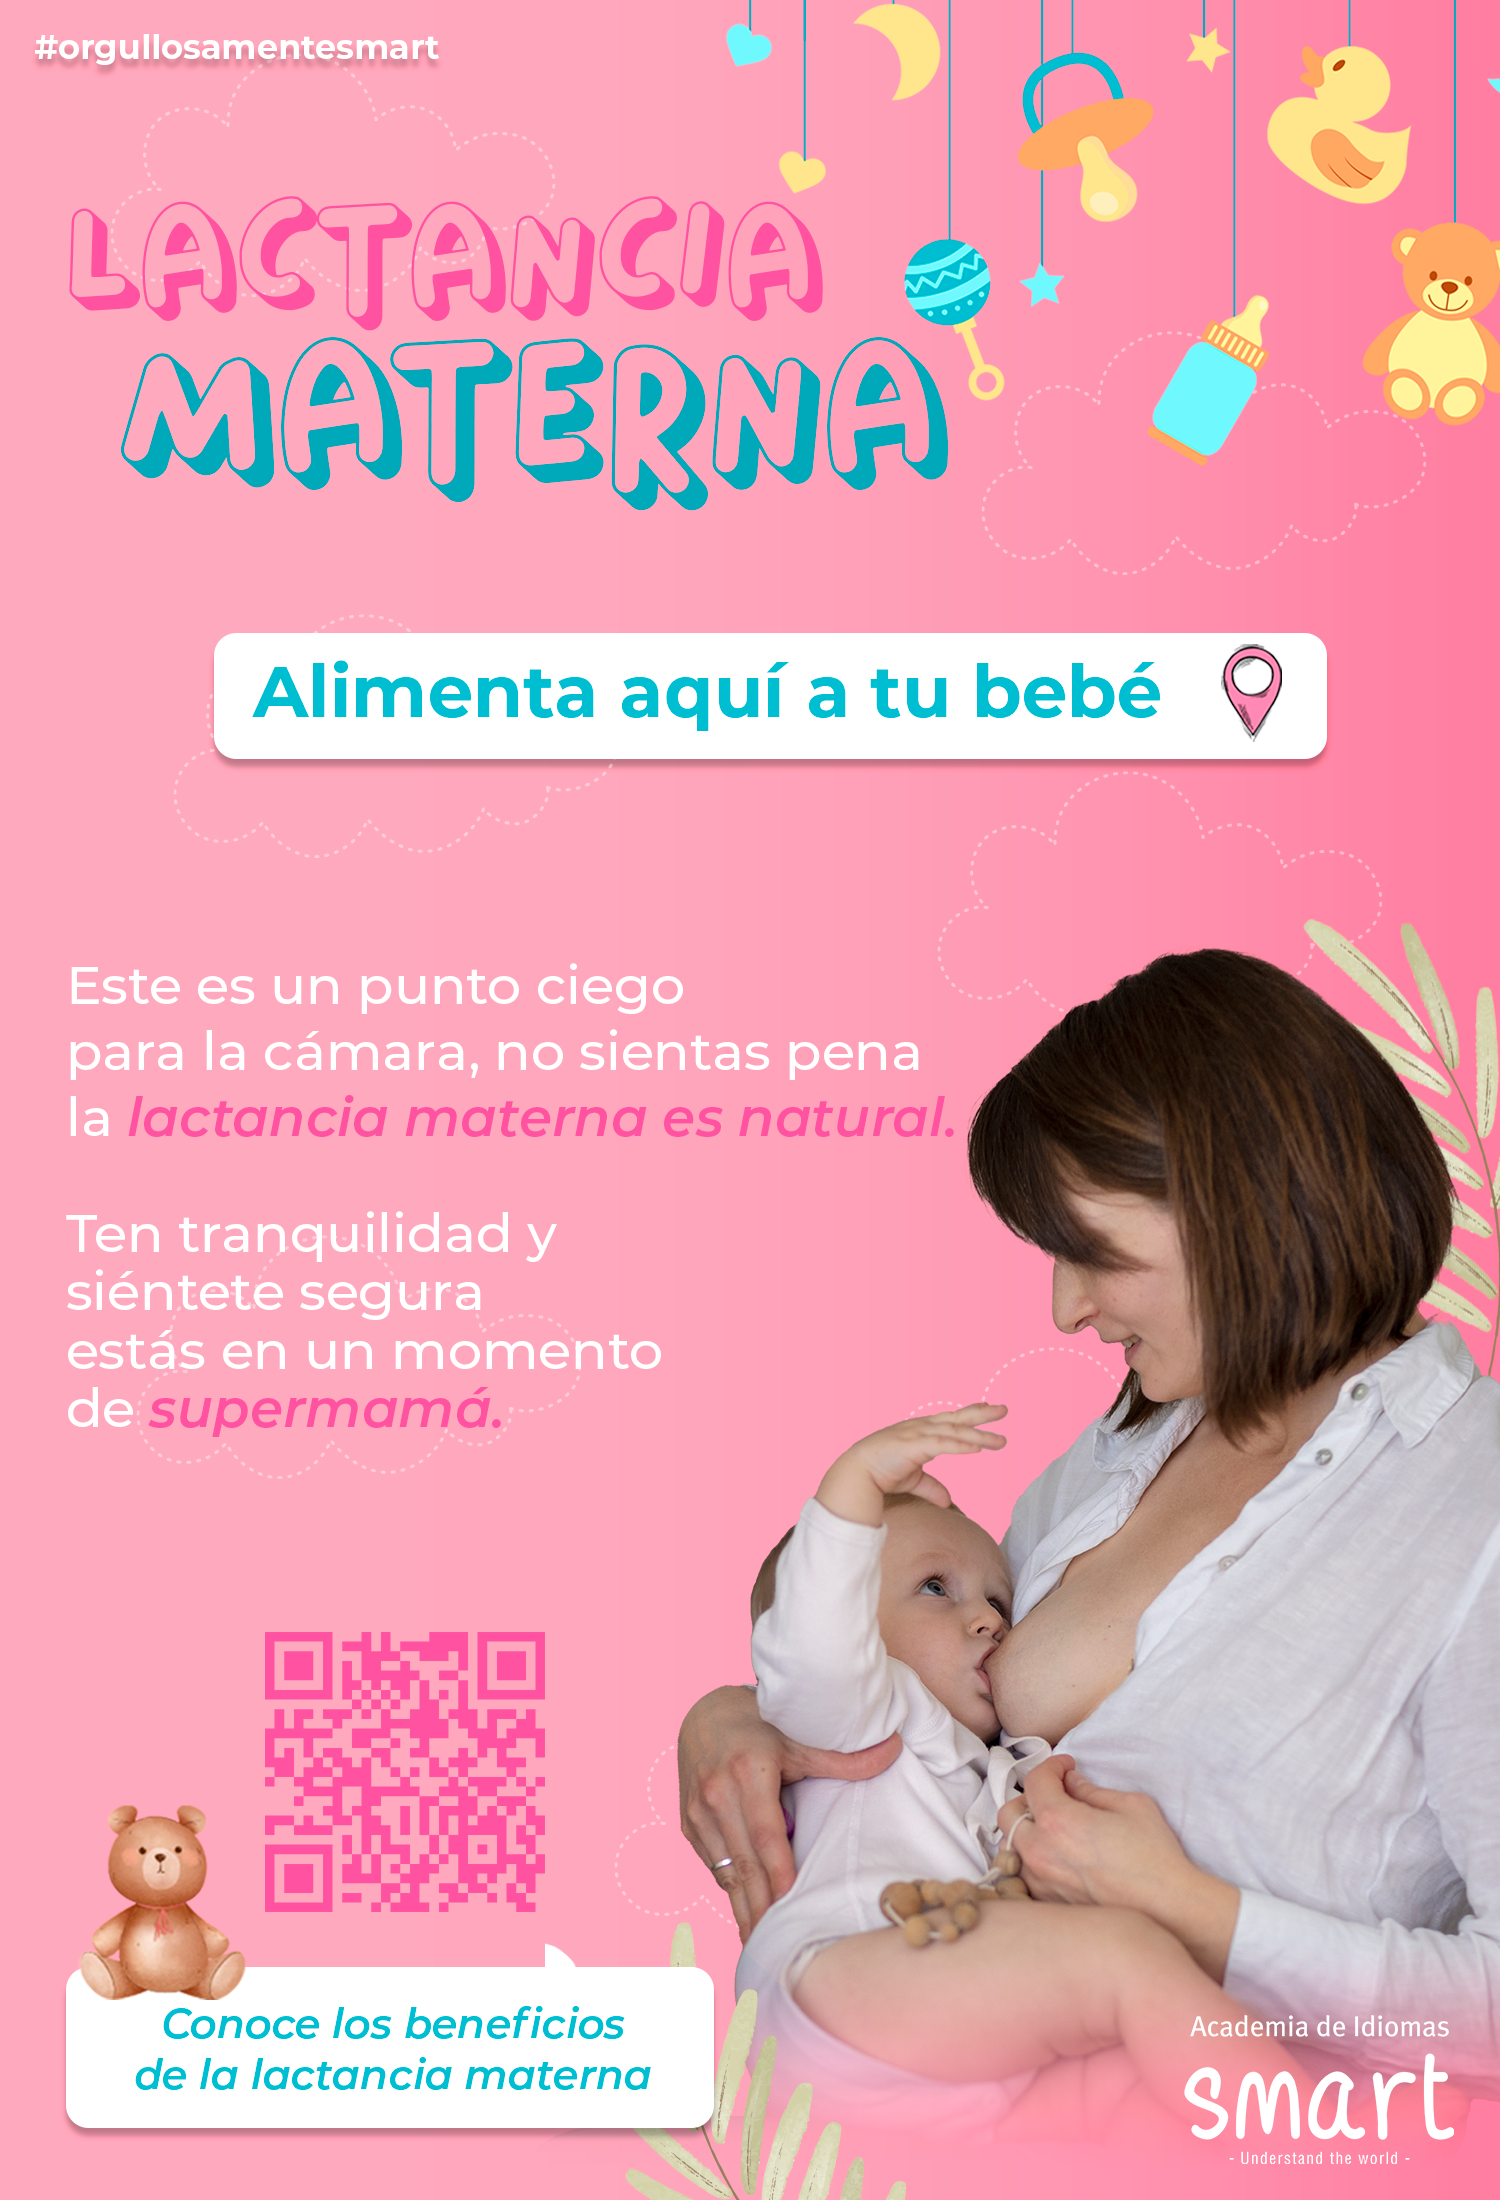 #orgullosamentesmart
LACTANCIA
MATERNA
Alimenta aquí a tu bebé
Este es un punto ciego
para la cámara, no sientas pena
la lactancia materna es natural.
Ten tranquilidad y
siéntete segura
estás en un momento
de supermamá.
Conoce los beneficios
de la lactancia materna
Academia de Idiomas
smart
- Understand the world -